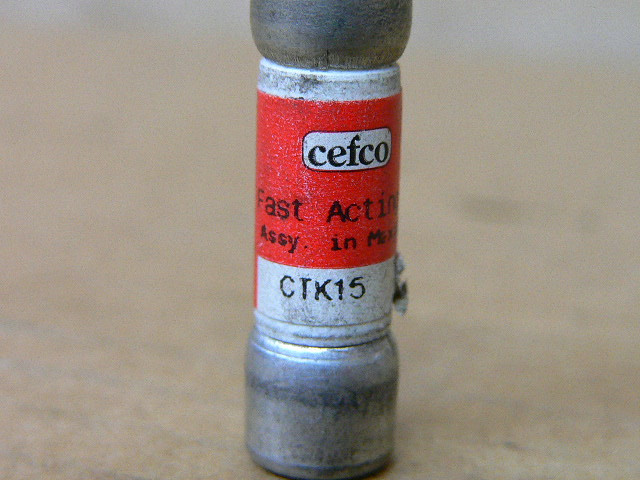 cefco
Fast Actin
Assy. in
CTK15